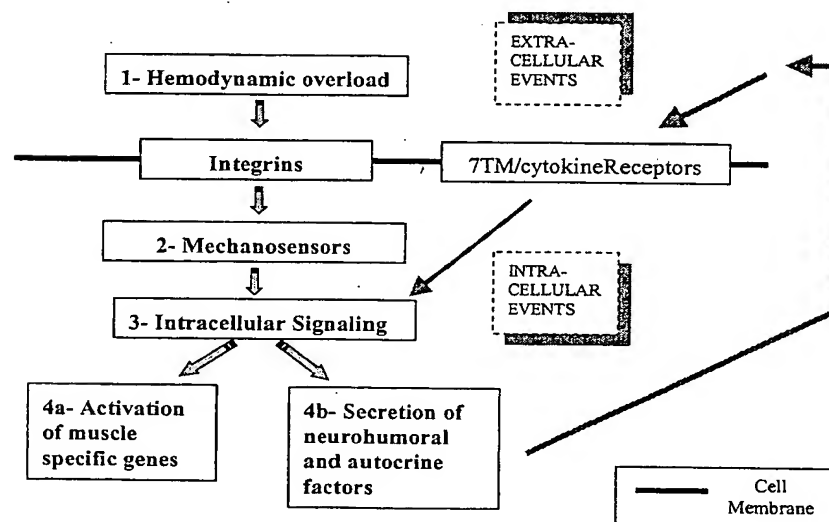 EXTRA-
CELLULAR
EVENTS
1- Hemodynamic overload
Integrins
7TM/cytokineReceptors
2- Mechanosensors
INTRA-
CELLULAR
EVENTS
3- Intracellular Signaling
4a- Activation
of muscle
specific genes
4b- Secretion of
neurohumoral
and autocrine
factors
Cell
Membrane